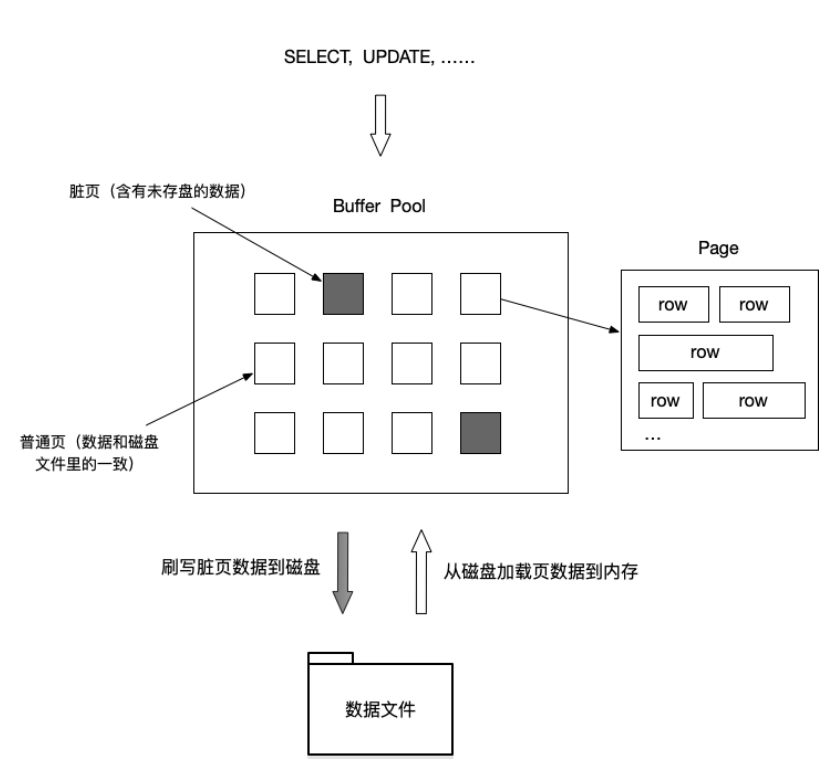 SELECT, UPDATE, ……
脏页（含有未存盘的数据）
Buffer Pool
Page
row
row
row
row
row
…
普通页（数据和磁盘
文件里的一致）
刷写脏页数据到磁盘
从磁盘加载页数据到内存
数据文件